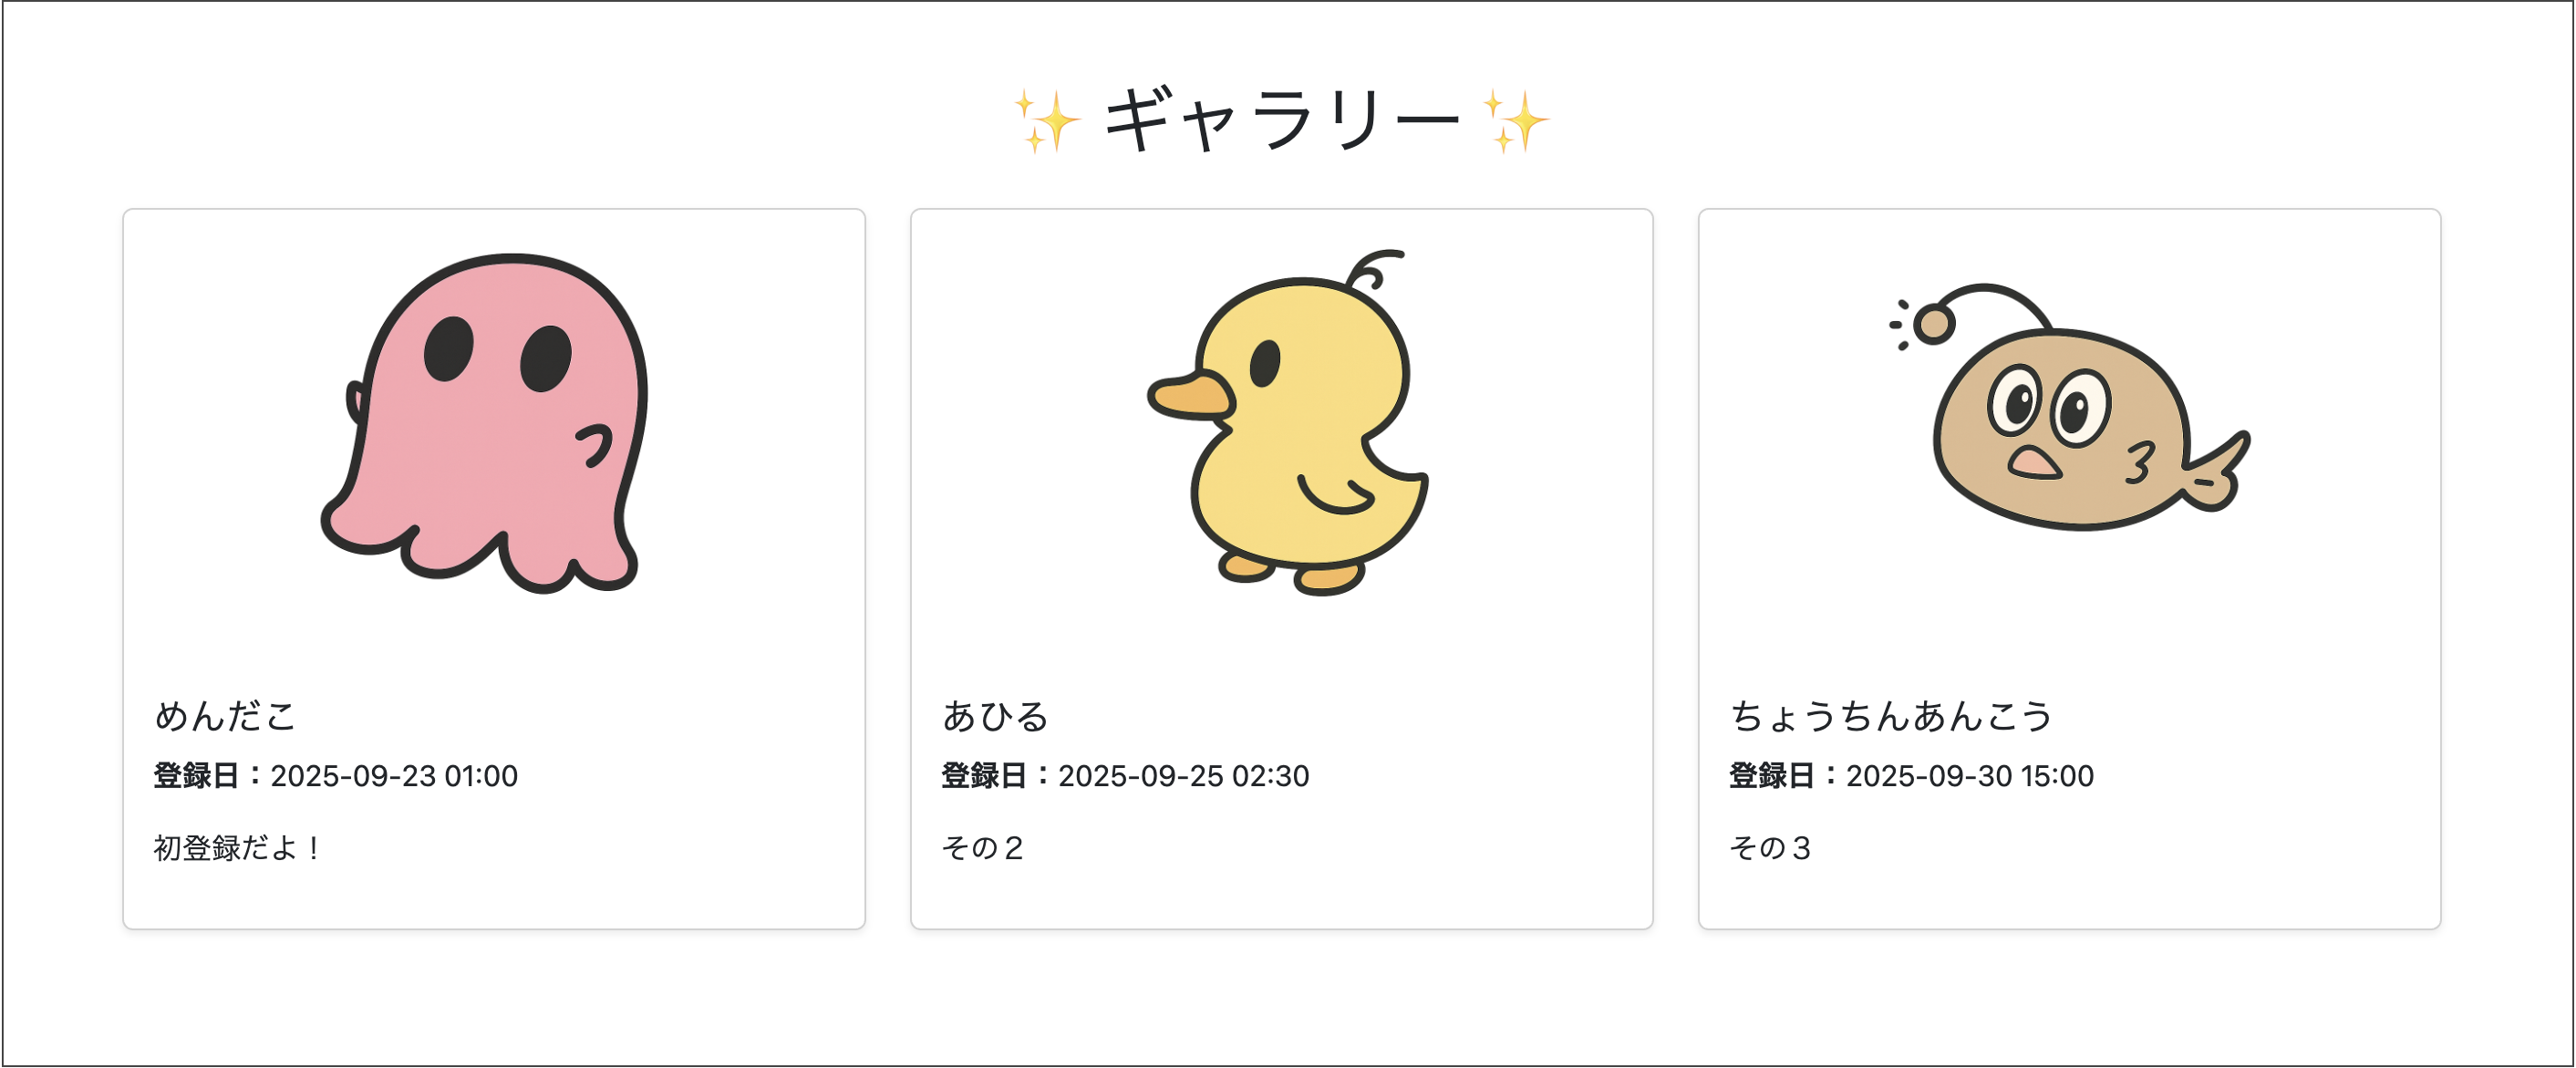 ✨ ギャラリー ✨
めんだこ
登録日：2025-09-23 01:00
初登録だよ！
あひる
登録日：2025-09-25 02:30
その２
ちょうちんあんこう
登録日：2025-09-30 15:00
その３